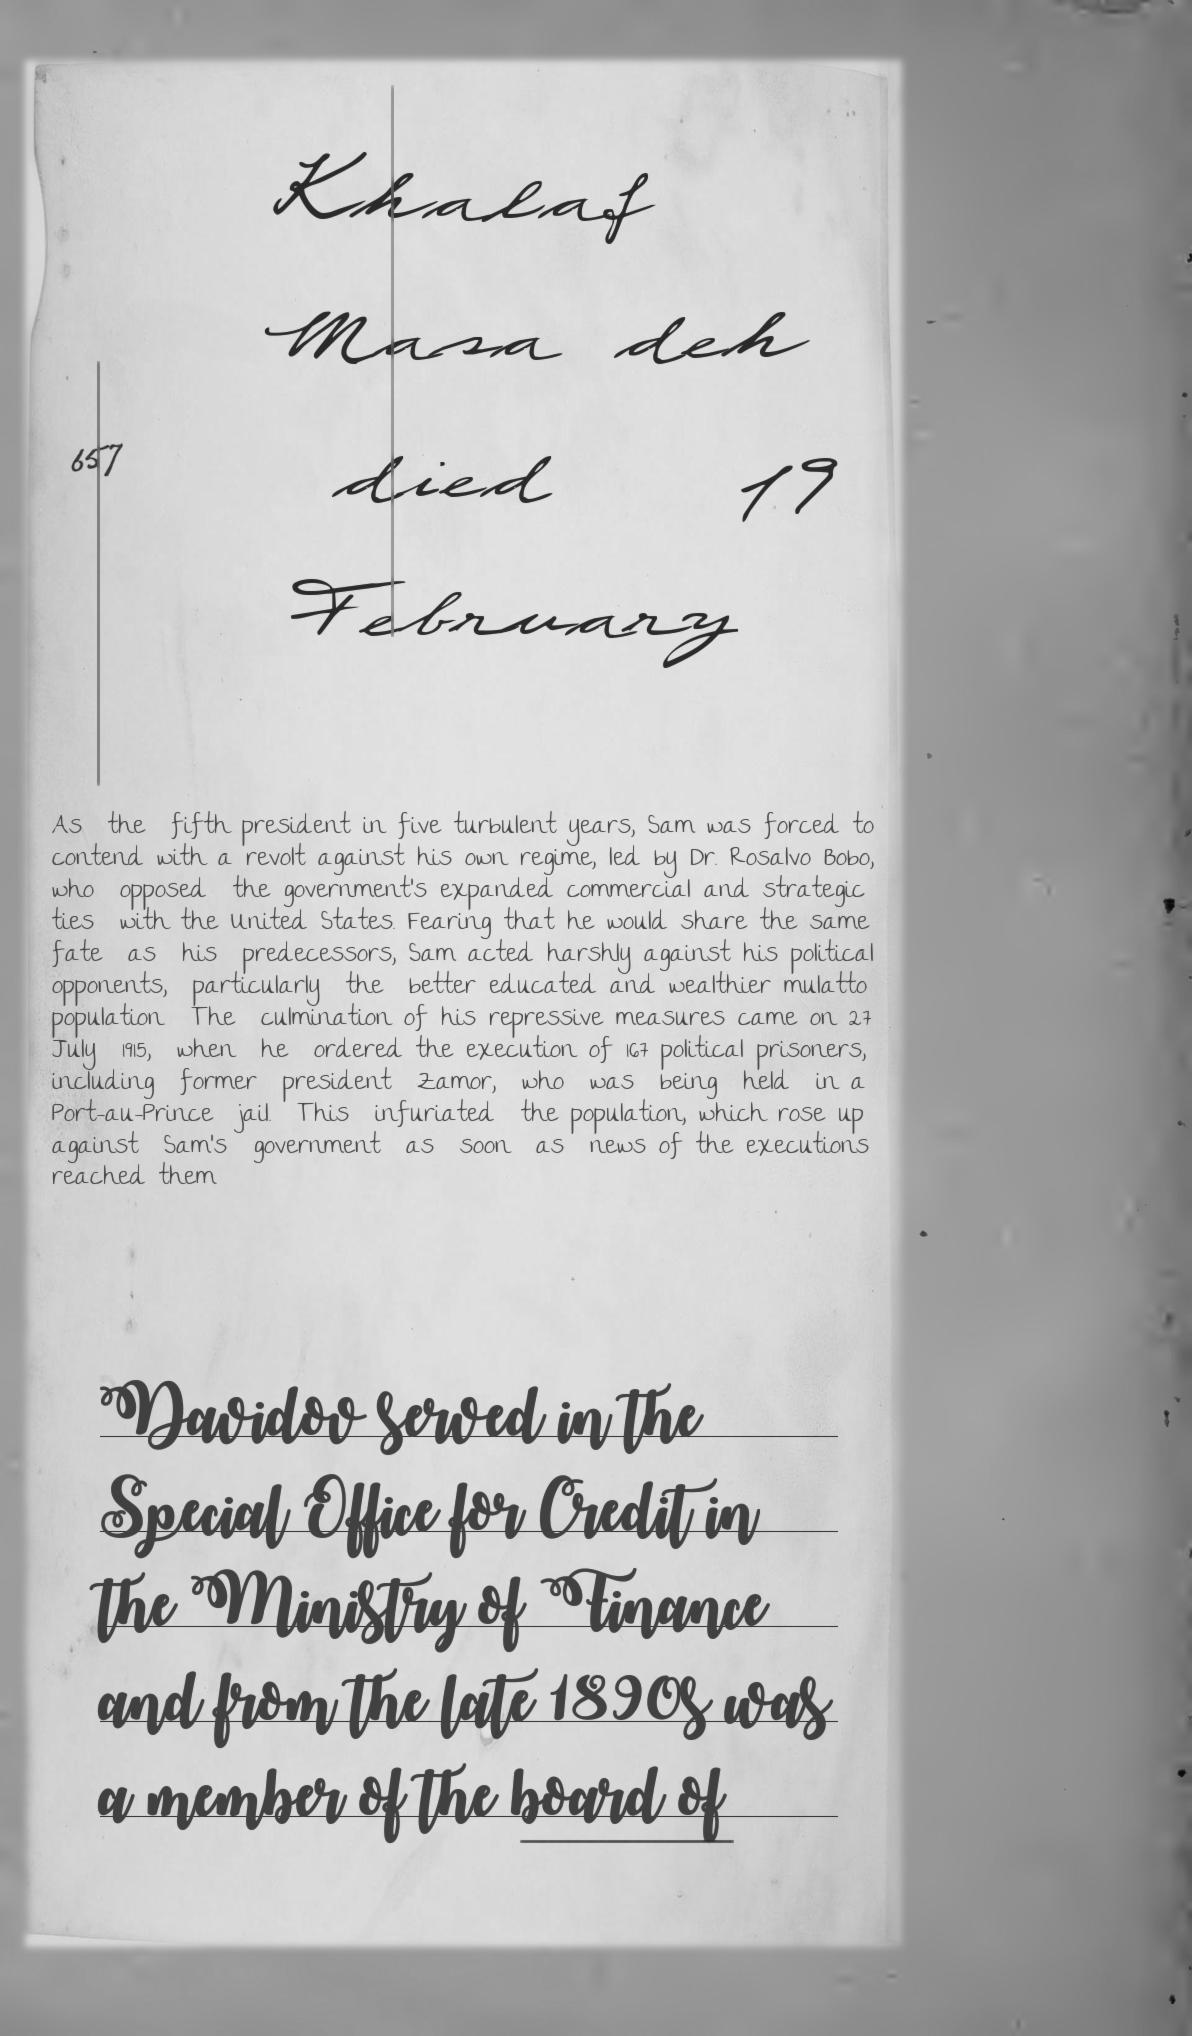 Khalaf
Masa deh
657
died 19
February
As the fifth president in five turbulent years, Sam was forced to
contend with a revolt against his own regime, led by Dr. Rosalvo Bobo,
who opposed the government's expanded commercial and strategic
ties with the United States. Fearing that he would share the same
fate as his predecessors, Sam acted harshly against his political
opponents, particularly the better educated and wealthier mulatto
population. The culmination of his repressive measures came on 27
July 1915, when he ordered the execution of 167 political prisoners,
including former president Zamor, who was being held in a
Port-au-Prince jail. This infuriated the population, which rose up
against Sam's government as soon as news of the executions
reached them
Davidov served in the
Special Office for Credit in
the Ministry of Finance
and from the late 1890s was
a member of the board of